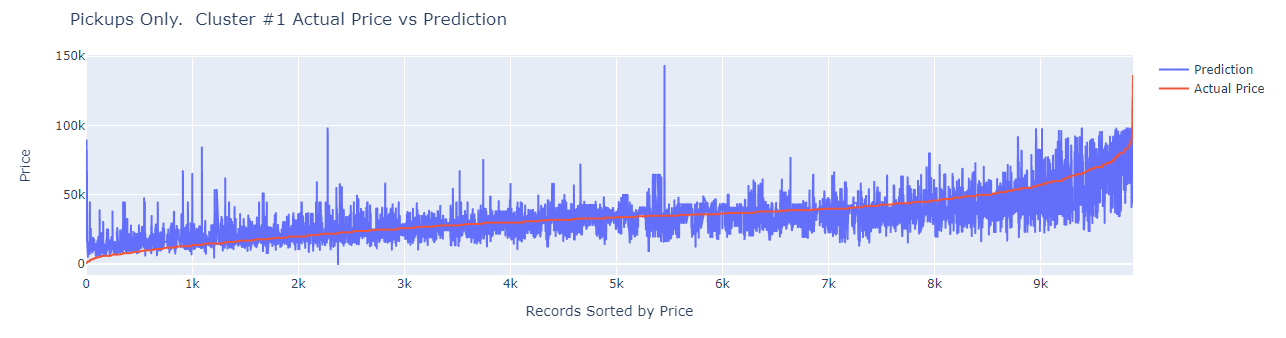 Pickups Only.  Cluster #1 Actual Price vs Prediction
150k
100k
50k
0
Price
0 1k 2k 3k 4k 5k 6k 7k 8k 9k
Records Sorted by Price
Prediction
Actual Price